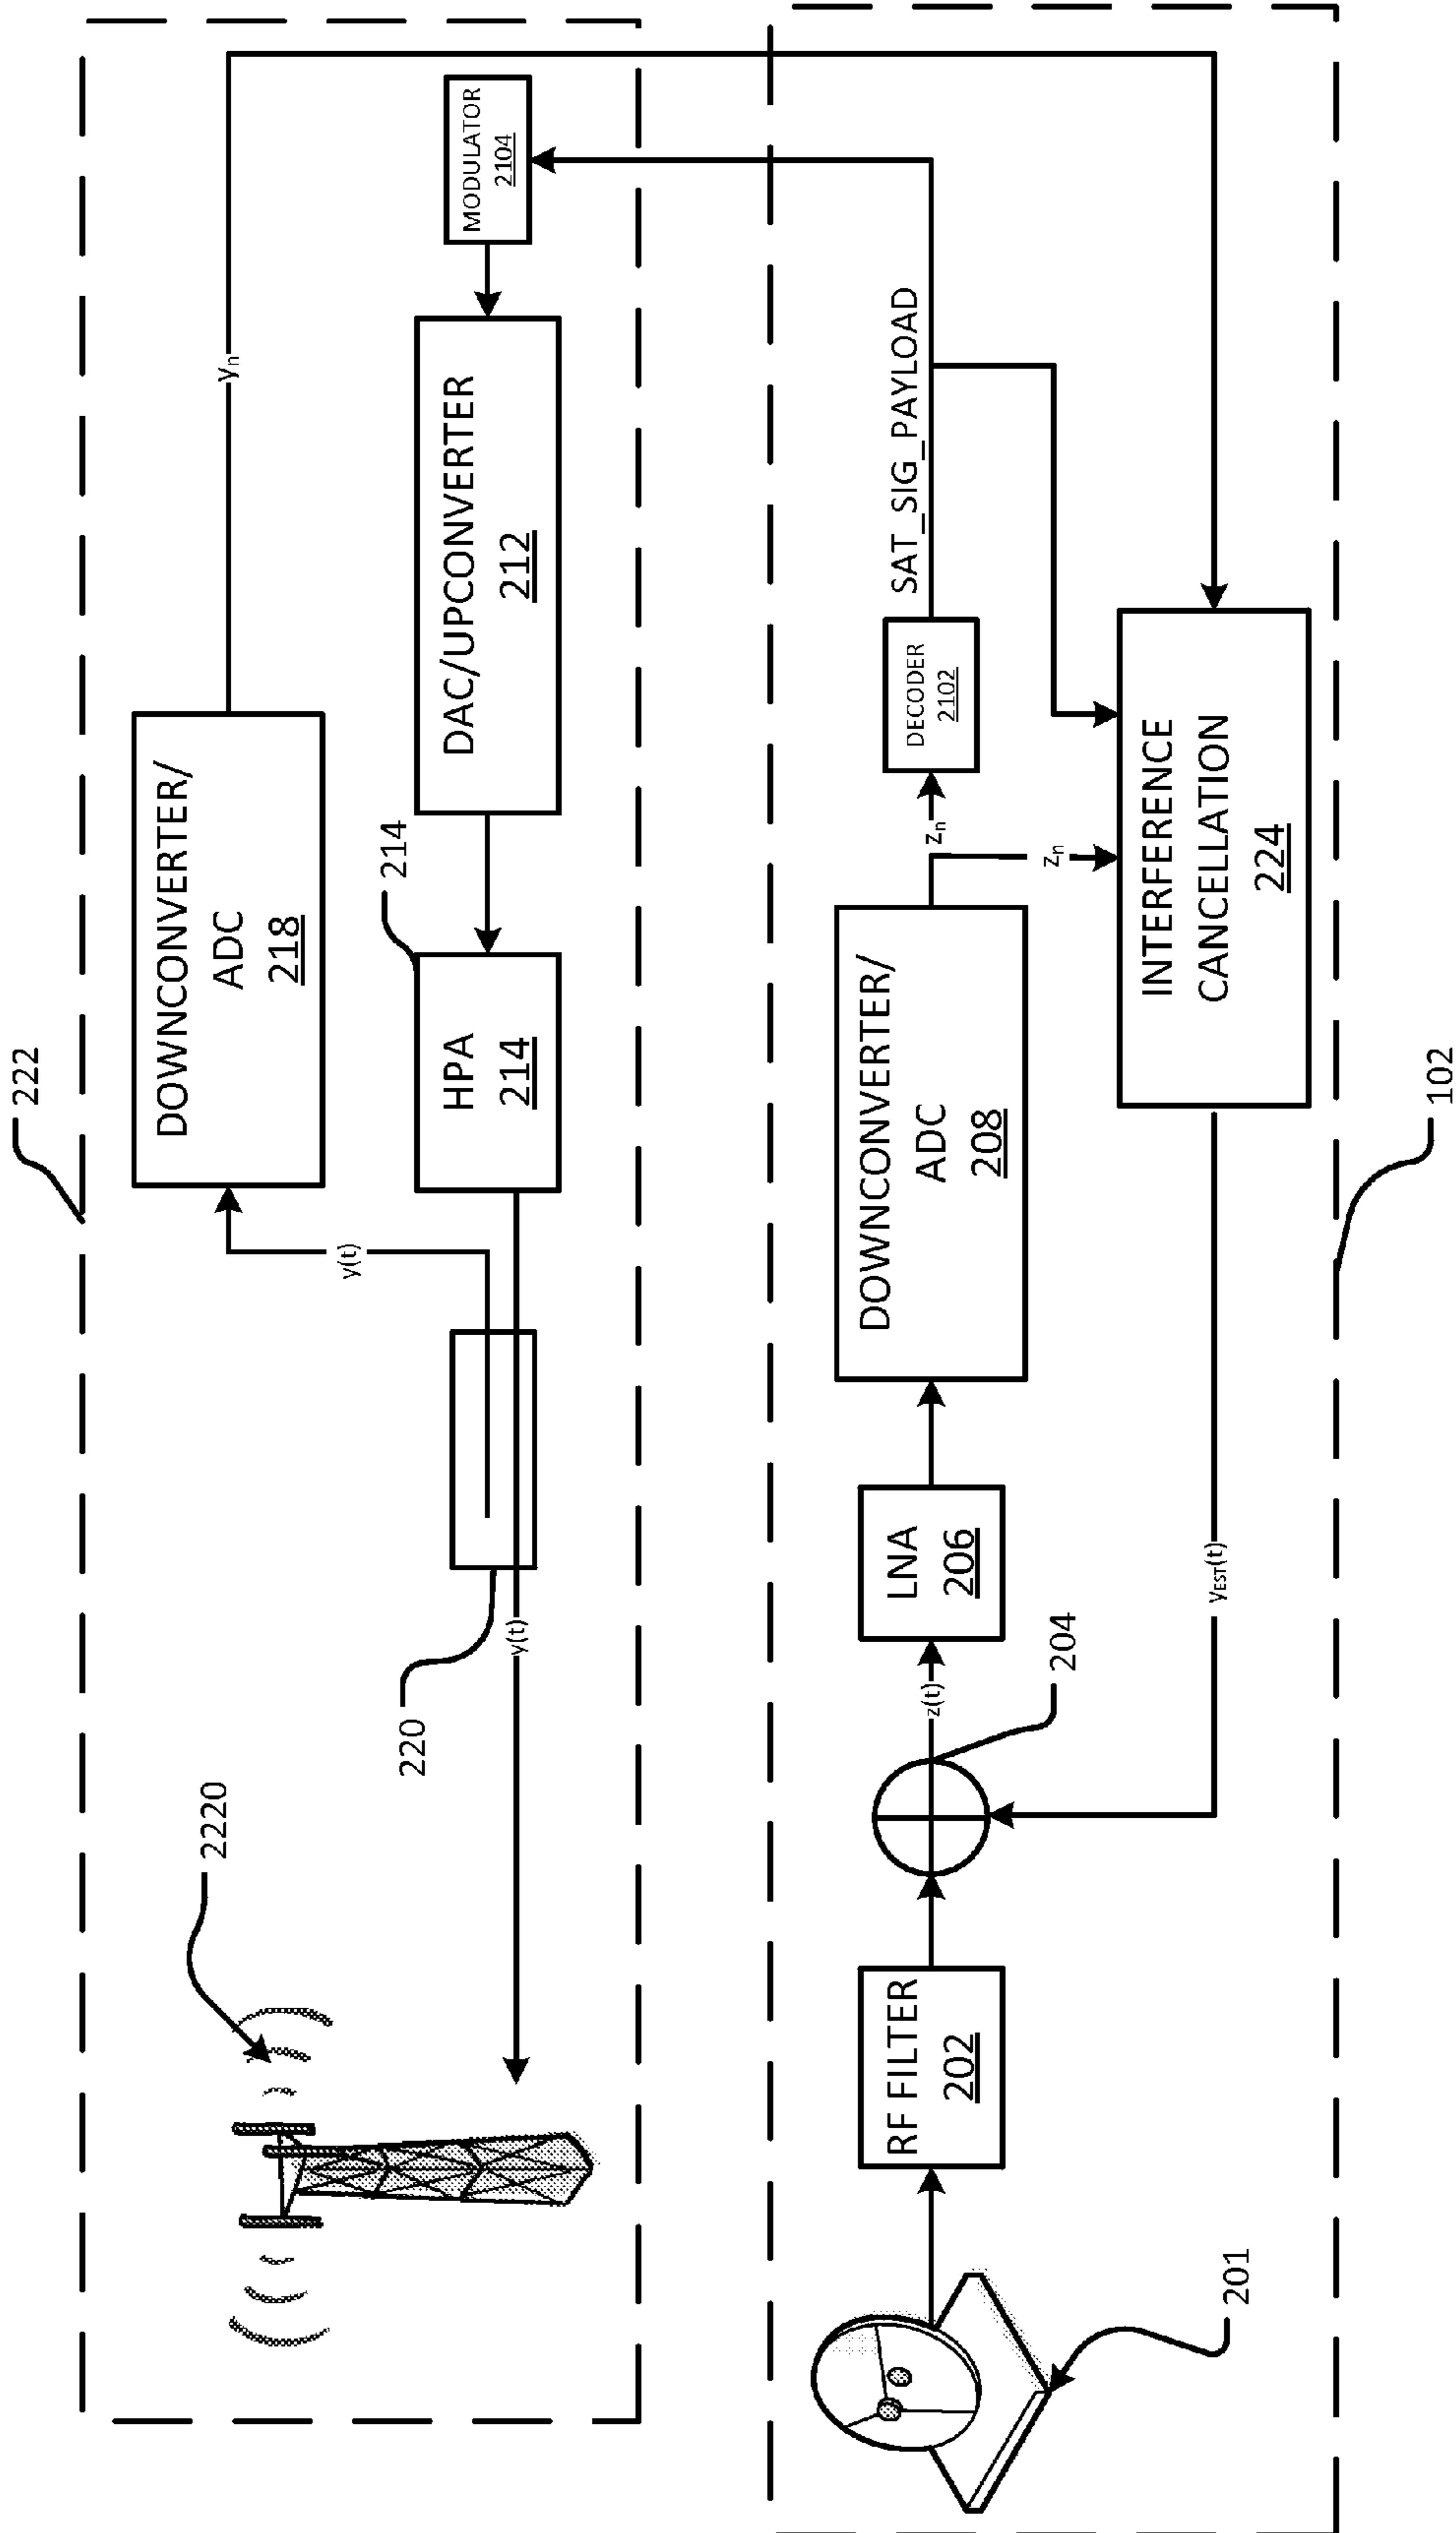 222
2220
220
y(t)
y(t)
DOWNCONVERTER/
ADC
218
yn
214
HPA
214
DAC/UPCONVERTER
212
MODULATOR
2104
201
RF FILTER
202
204
z(t)
LNA
206
DOWNCONVERTER/
ADC
208
zn
zn
DECODER
2102
SAT_SIG_PAYLOAD
INTERFERENCE
CANCELLATION
224
yEST(t)
102